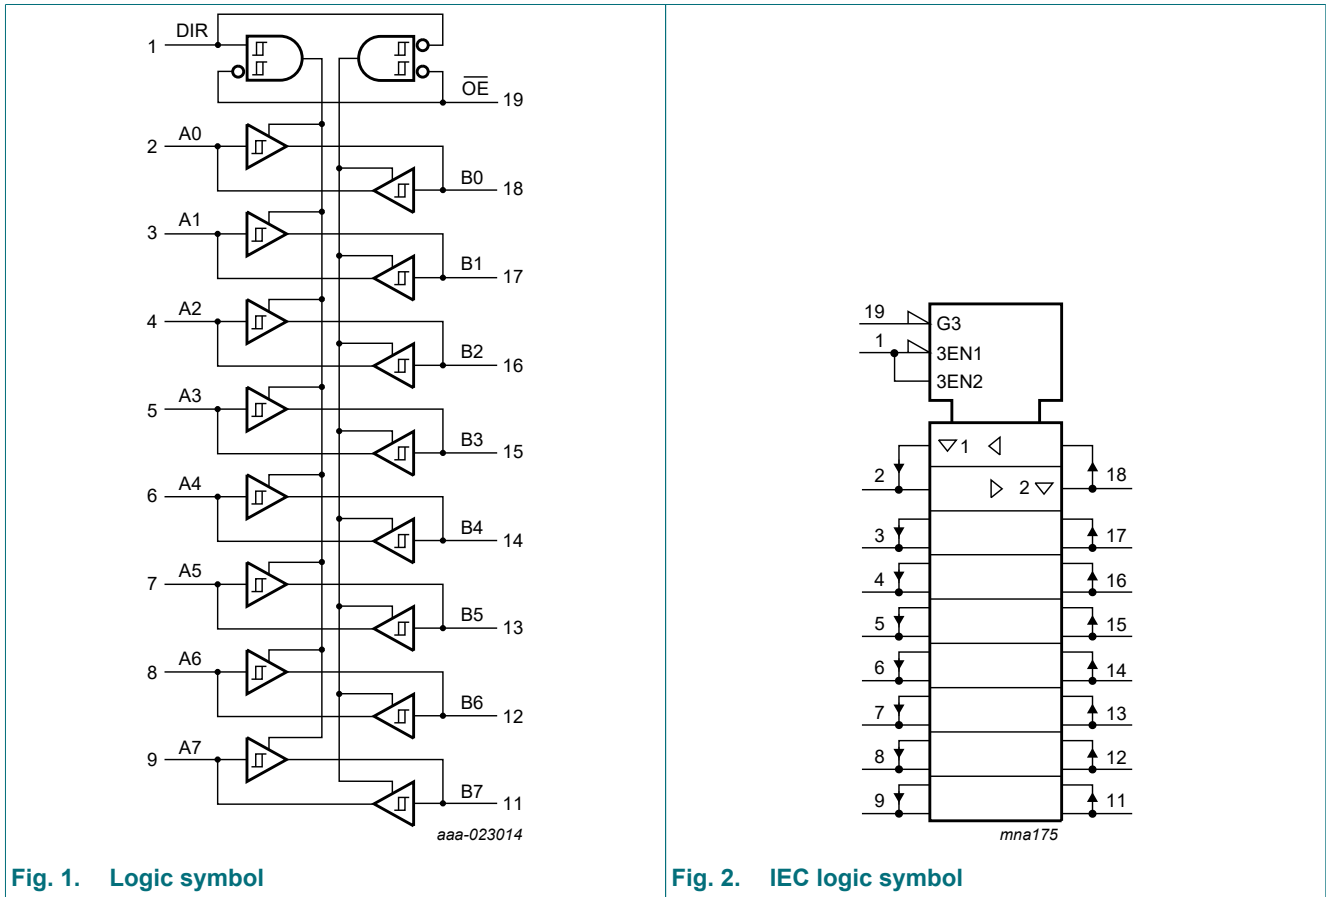 DIR
1
OE
19
A0
2
B0
18
A1
3
B1
17
A2
4
B2
16
A3
5
B3
15
A4
6
B4
14
A5
7
B5
13
A6
8
B6
12
A7
9
B7
11
aaa-023014
Fig. 1. Logic symbol
19
G3
1
3EN1
3EN2
1
2
18
2
3
17
4
16
5
15
6
14
7
13
8
12
9
11
mna175
Fig. 2. IEC logic symbol